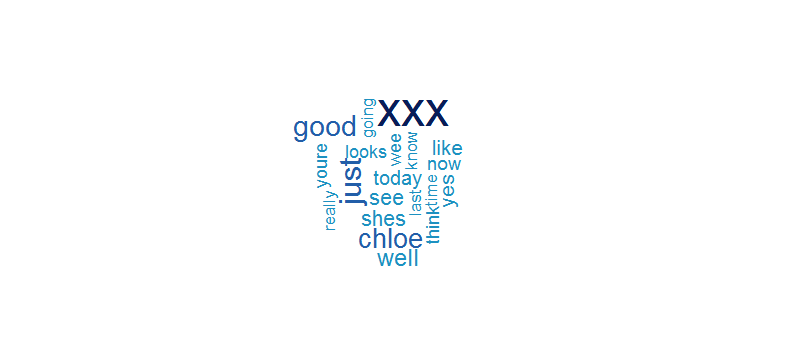 going
xxx
good
wee
know
like
looks
youre
now
just
today
time
yes
see
last
really
shes
think
chloe
well